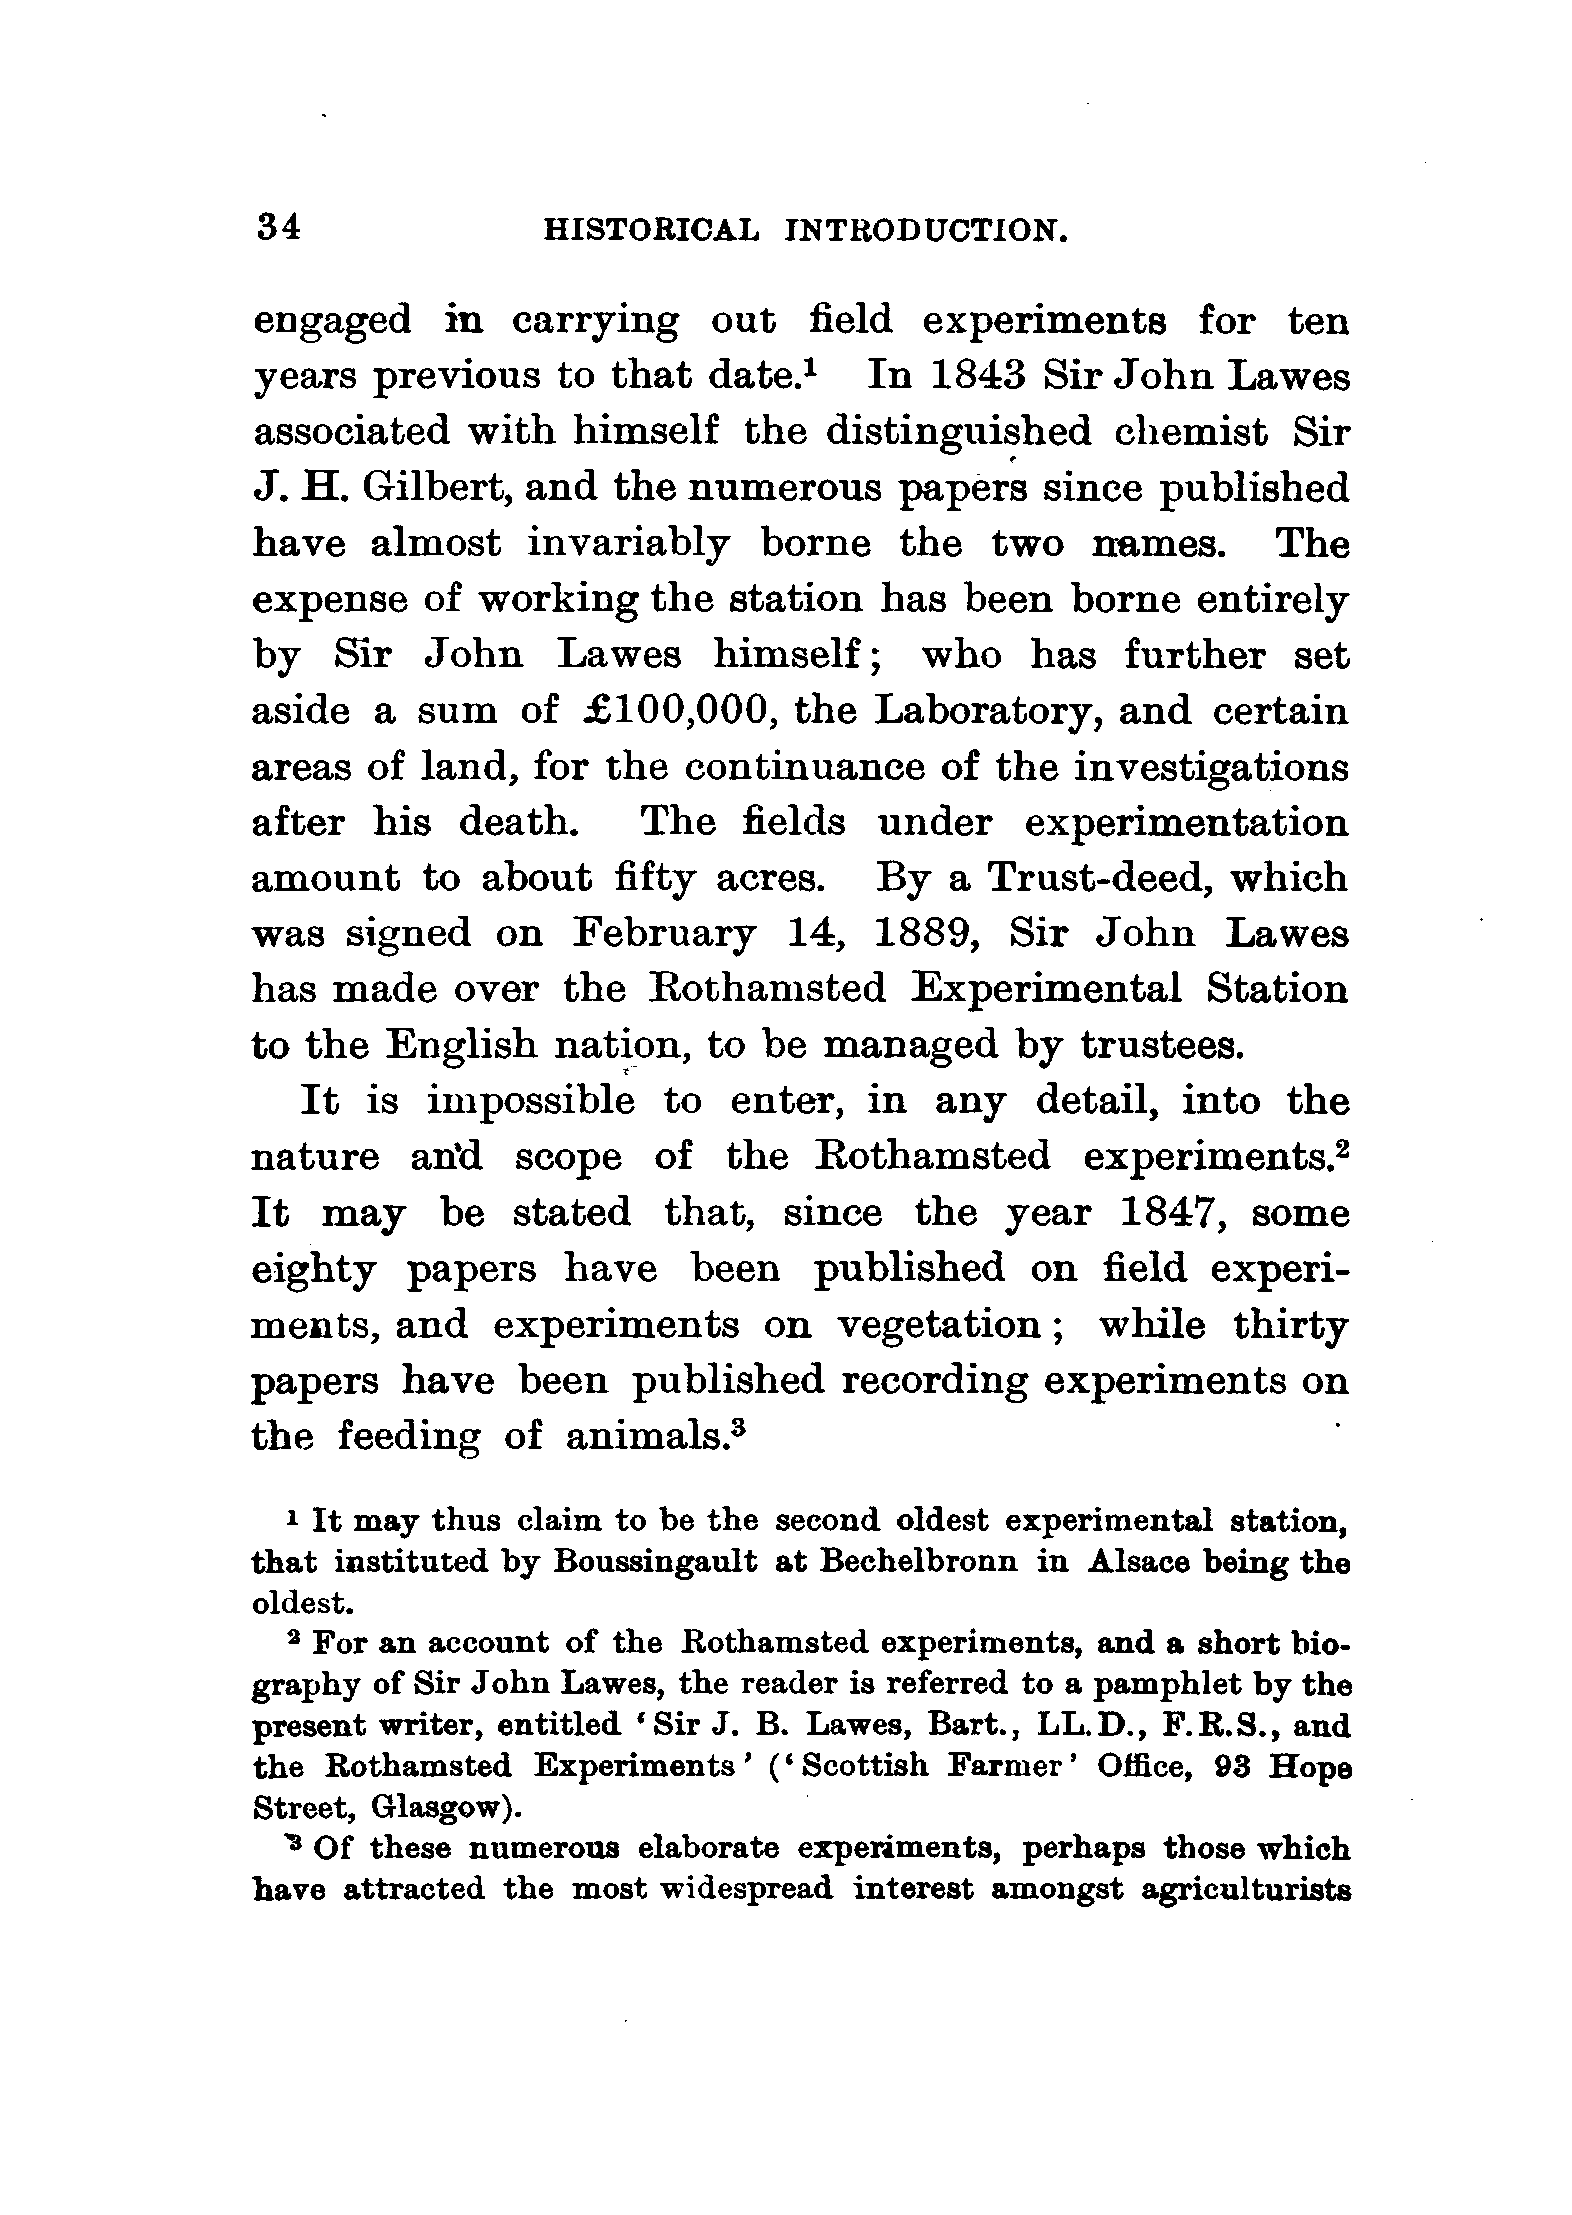 34 HISTORICAL INTRODUCTION.
engaged in carrying out field experiments for ten
years previous to that date.¹ In 1843 Sir John Lawes
associated with himself the distinguished chemist Sir
J. H. Gilbert, and the numerous papers since published
have almost invariably borne the two names. The
expense of working the station has been borne entirely
by Sir John Lawes himself; who has further set
aside a sum of £100,000, the Laboratory, and certain
areas of land, for the continuance of the investigations
after his death. The fields under experimentation
amount to about fifty acres. By a Trust-deed, which
was signed on February 14, 1889, Sir John Lawes
has made over the Rothamsted Experimental Station
to the English nation, to be managed by trustees.
It is impossible to enter, in any detail, into the
nature and scope of the Rothamsted experiments.²
It may be stated that, since the year 1847, some
eighty papers have been published on field experi-
ments, and experiments on vegetation; while thirty
papers have been published recording experiments on
the feeding of animals.³
¹ It may thus claim to be the second oldest experimental station,
that instituted by Boussingault at Bechelbronn in Alsace being the
oldest.
² For an account of the Rothamsted experiments, and a short bio-
graphy of Sir John Lawes, the reader is referred to a pamphlet by the
present writer, entitled ‘Sir J. B. Lawes, Bart., LL.D., F.R.S., and
the Rothamsted Experiments’ (‘Scottish Farmer’ Office, 93 Hope
Street, Glasgow).
³ Of these numerous elaborate experiments, perhaps those which
have attracted the most widespread interest amongst agriculturists